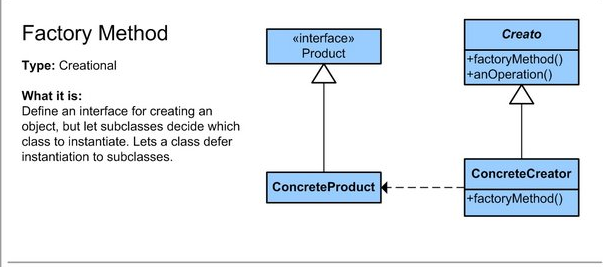 Factory Method
Type: Creational
What it is:
Define an interface for creating an
object, but let subclasses decide which
class to instantiate. Lets a class defer
instantiation to subclasses.
«interface»
Product
Creato
+factoryMethod()
+anOperation()
ConcreteProduct
ConcreteCreator
+factoryMethod()